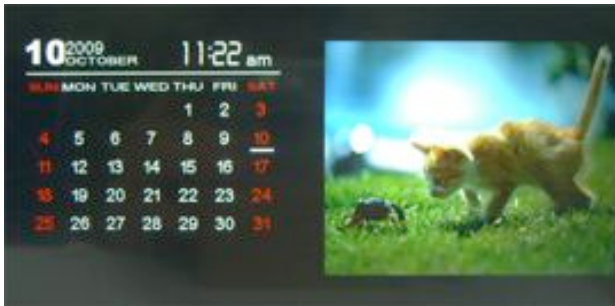 10 2009 OCTOBER 11:22 am
SUN MON TUE WED THU FRI SAT
1 2 3
4 5 6 7 8 9 10
11 12 13 14 15 16 17
18 19 20 21 22 23 24
25 26 27 28 29 30 31